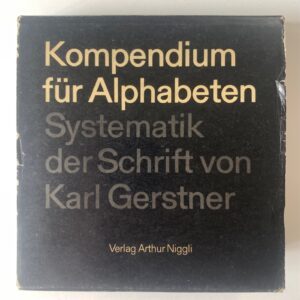 Kompendium
für Alphabeten
Systematik
der Schrift von
Karl Gerstner
Verlag Arthur Niggli